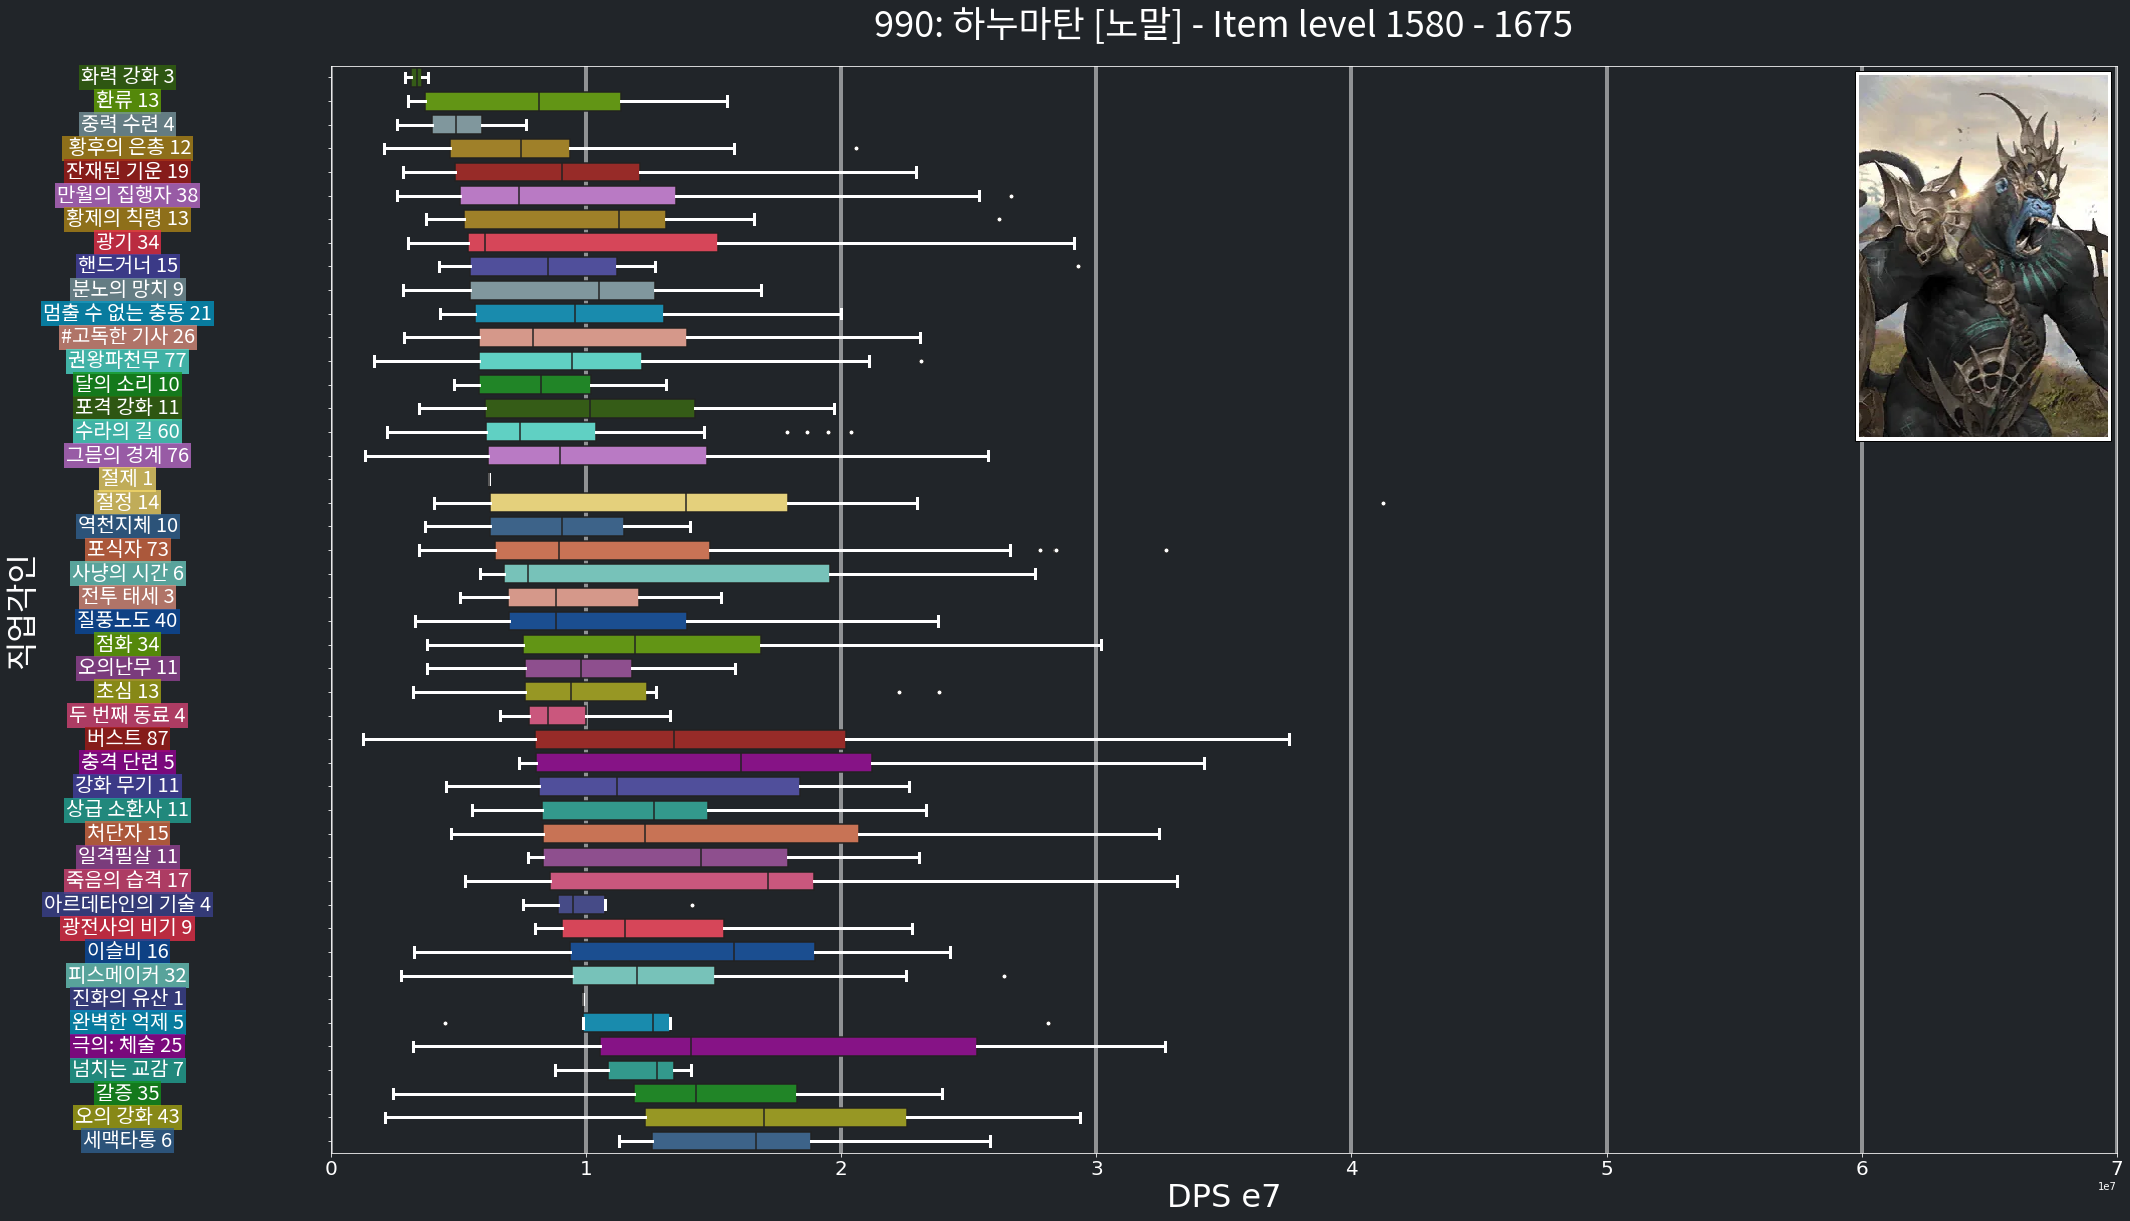 990: 하누마탄 [노말] - Item level 1580 - 1675
화력 강화 3
환류 13
중력 수련 4
황후의 은총 12
잔재된 기운 19
만월의 집행자 38
황제의 칙령 13
광기 34
핸드거너 15
분노의 망치 9
멈출 수 없는 충동 21
#고독한 기사 26
권왕파천무 77
달의 소리 10
포격 강화 11
수라의 길 60
그믐의 경계 76
절제 1
절정 14
역천지체 10
포식자 73
사냥의 시간 6
전투 태세 3
질풍노도 40
점화 34
오의난무 11
초심 13
두 번째 동료 4
버스트 87
충격 단련 5
강화 무기 11
상급 소환사 11
처단자 15
일격필살 11
죽음의 습격 17
아르데타인의 기술 4
광전사의 비기 9
이슬비 16
피스메이커 32
진화의 유산 1
완벽한 억제 5
극의: 체술 25
넘치는 교감 7
갈증 35
오의 강화 43
세맥타통 6
직업각인
0 1 2 3 4 5 6 7
1e7
DPS e7